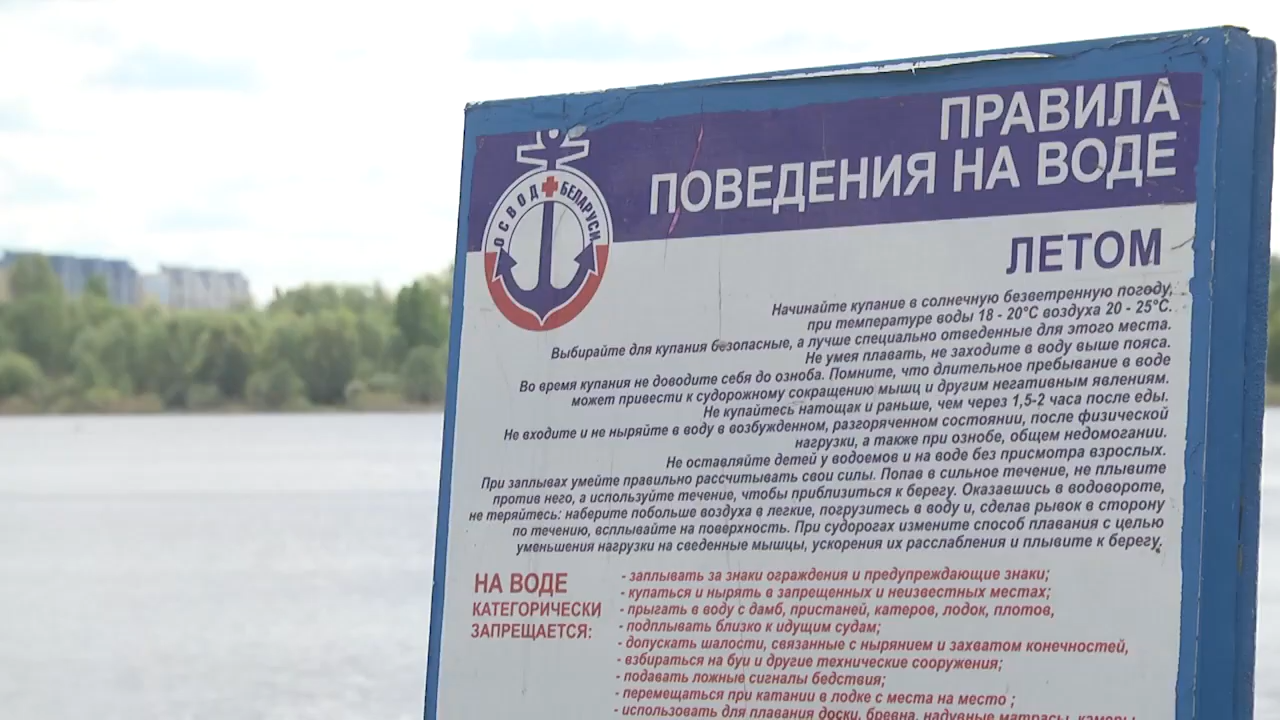 ПРАВИЛА
ПОВЕДЕНИЯ НА ВОДЕ
ОСВОД БЕЛАРУСИ
ЛЕТОМ
Начинайте купание в солнечную безветренную погоду,
при температуре воды 18 - 20°С воздуха 20 - 25°С.
Выбирайте для купания безопасные, а лучше специально отведенные для этого места.
Не умея плавать, не заходите в воду выше пояса.
Во время купания не доводите себя до озноба. Помните, что длительное пребывание в воде
может привести к судорожному сокращению мышц и другим негативным явлениям.
Не купайтесь натощак и раньше, чем через 1,5-2 часа после еды.
Не входите и не ныряйте в воду в возбужденном, разгоряченном состоянии, после физической
нагрузки, а также при ознобе, общем недомогании.
Не оставляйте детей у водоемов и на воде без присмотра взрослых.
При заплывах умейте правильно рассчитывать свои силы. Попав в сильное течение, не плывите
против него, а используйте течение, чтобы приблизиться к берегу. Оказавшись в водовороте,
не теряйтесь: наберите побольше воздуха в легкие, погрузитесь в воду и, сделав рывок в сторону
по течению, всплывайте на поверхность. При судорогах измените способ плавания с целью
уменьшения нагрузки на сведенные мышцы, ускорения их расслабления и плывите к берегу.
НА ВОДЕ
КАТЕГОРИЧЕСКИ
ЗАПРЕЩАЕТСЯ:
- заплывать за знаки ограждения и предупреждающие знаки;
- купаться и нырять в запрещенных и неизвестных местах;
- прыгать в воду с дамб, пристаней, катеров, лодок, плотов,
- подплывать близко к идущим судам;
- допускать шалости, связанные с нырянием и захватом конечностей,
- взбираться на буи и другие технические сооружения;
- подавать ложные сигналы бедствия;
- перемещаться при катании в лодке с места на место ;
- использовать для плавания доски, бревна, надувные матрасы, камеры